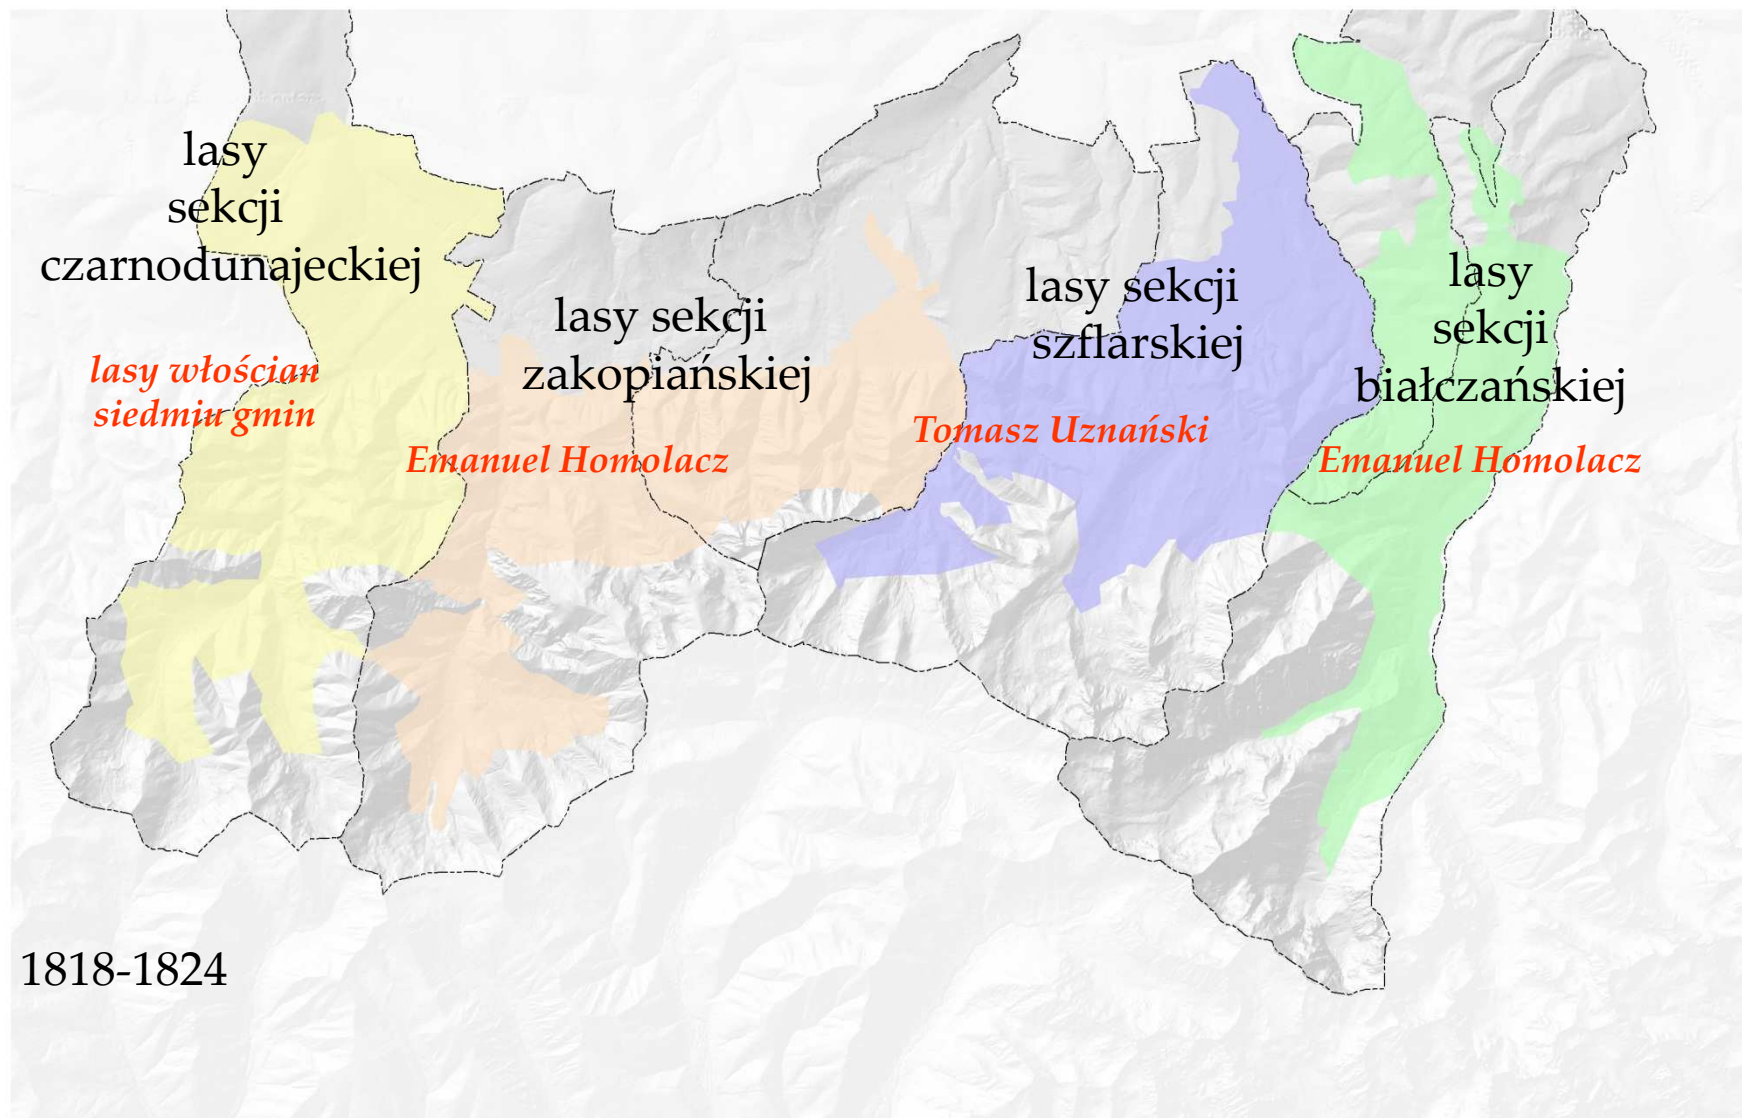 lasy
sekcji
czarnodunajeckiej
lasy włościan
siedmiu gmin
lasy sekcji
zakopiańskiej
Emanuel Homolacz
lasy sekcji
szflarskiej
Tomasz Uznański
lasy
sekcji
białczańskiej
Emanuel Homolacz
1818-1824